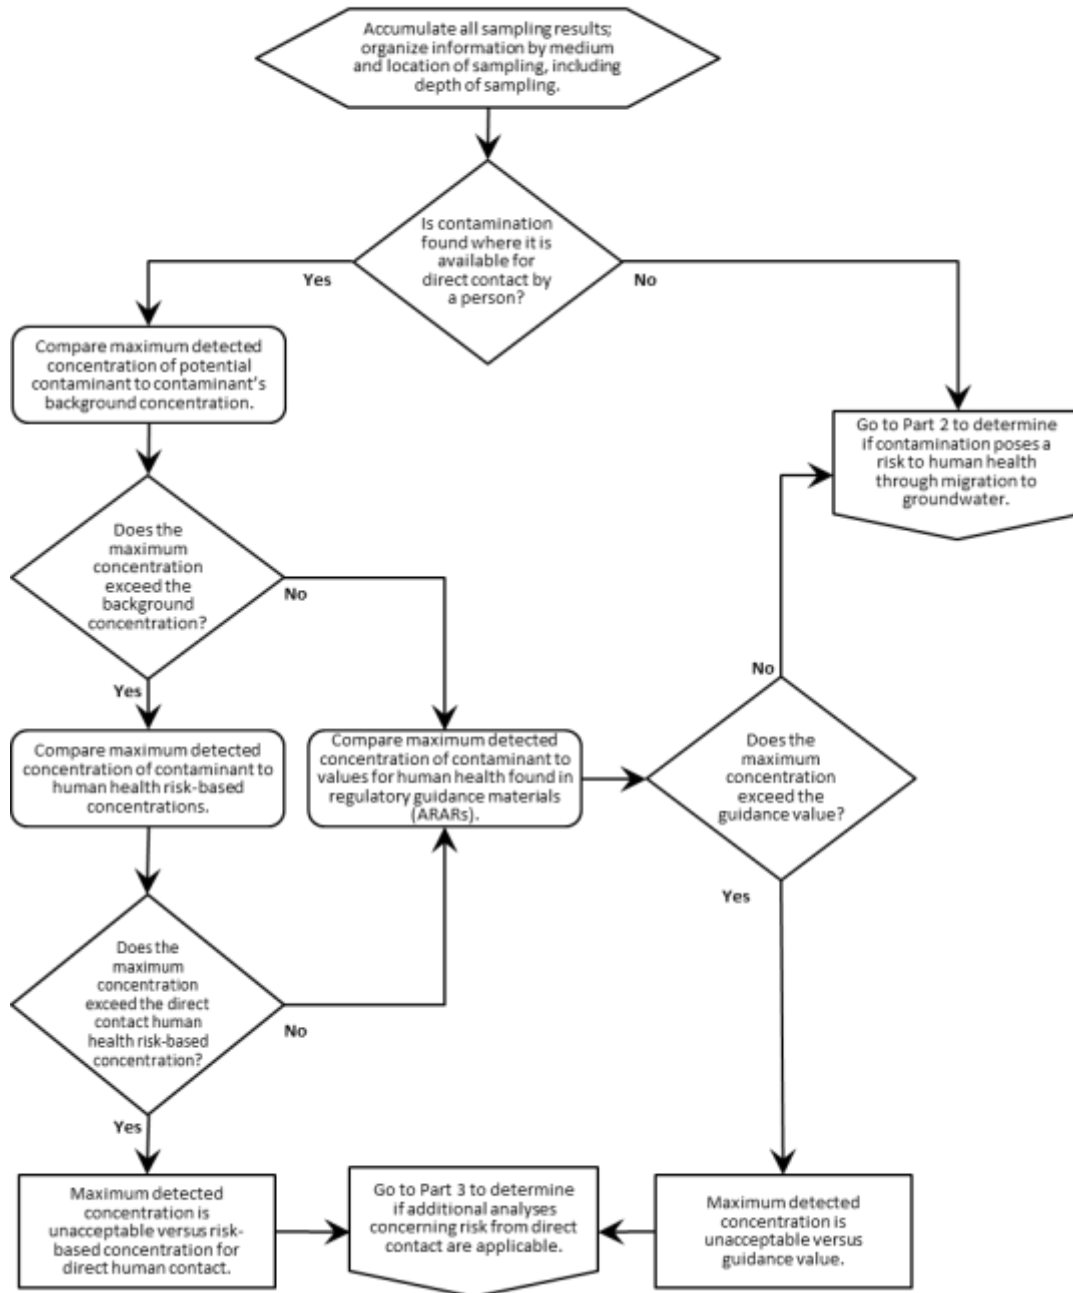 Accumulate all sampling results;
organize information by medium
and location of sampling, including
depth of sampling.
Is contamination
found where it is
available for
direct contact by
a person?
Yes
No
Compare maximum detected
concentration of potential
contaminant to contaminant's
background concentration.
Go to Part 2 to determine
if contamination poses a
risk to human health
through migration to
groundwater.
Does the
maximum
concentration
exceed the
background
concentration?
No
Yes
Compare maximum detected
concentration of contaminant to
human health risk-based
concentrations.
Compare maximum detected
concentration of contaminant to
values for human health found in
regulatory guidance materials
(ARARs).
No
Does the
maximum
concentration
exceed the
guidance value?
Yes
Does the
maximum
concentration
exceed the direct
contact human
health risk-based
concentration?
No
Yes
Maximum detected
concentration is
unacceptable versus risk-
based concentration for
direct human contact.
Go to Part 3 to determine
if additional analyses
concerning risk from direct
contact are applicable.
Maximum detected
concentration is
unacceptable versus
guidance value.